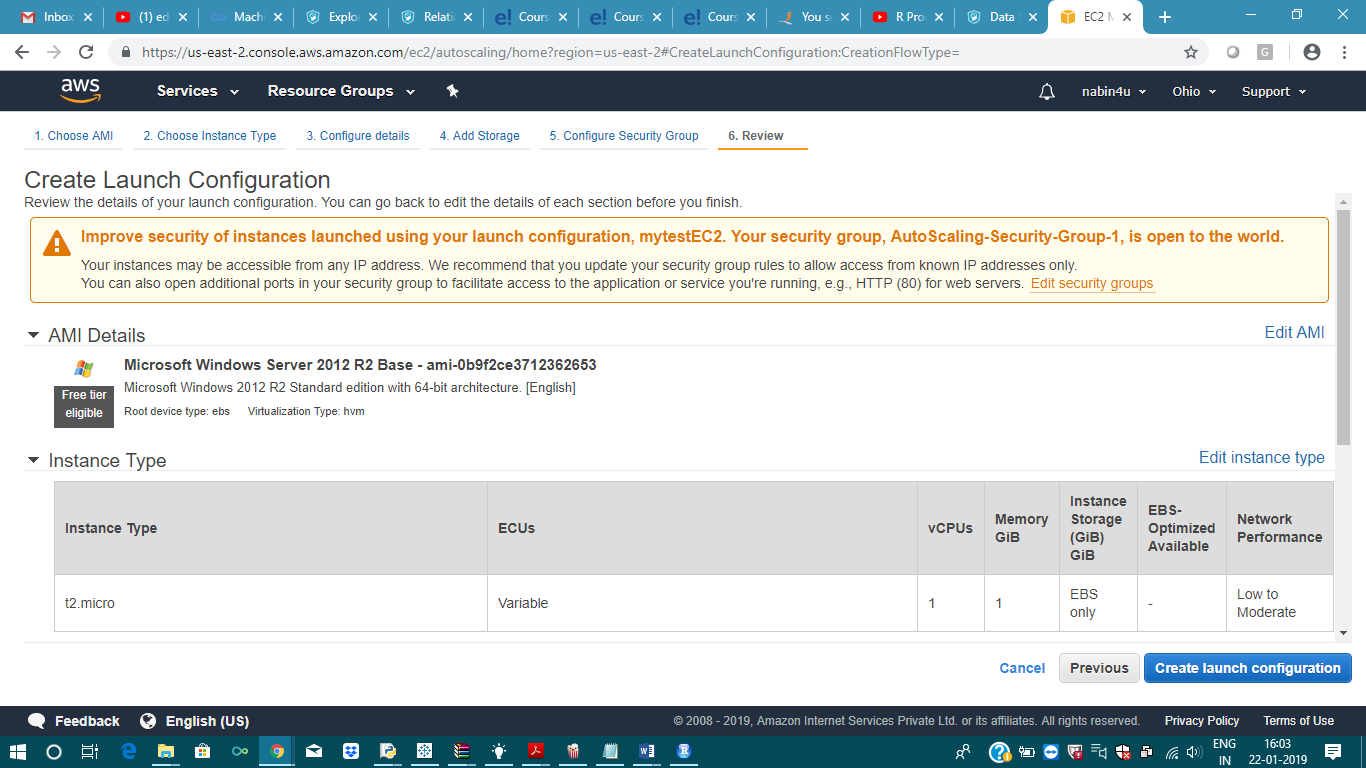 Inbox
(1) ed
Mach
Explo
Relati
Cours
Cours
Cours
You s
R Pro
Data
EC2 M
https://us-east-2.console.aws.amazon.com/ec2/autoscaling/home?region=us-east-2#CreateLaunchConfiguration:CreationFlowType=
G
aws
Services
Resource Groups
nabin4u
Ohio
Support
1. Choose AMI
2. Choose Instance Type
3. Configure details
4. Add Storage
5. Configure Security Group
6. Review
Create Launch Configuration
Review the details of your launch configuration. You can go back to edit the details of each section before you finish.
Improve security of instances launched using your launch configuration, mytestEC2. Your security group, AutoScaling-Security-Group-1, is open to the world.
Your instances may be accessible from any IP address. We recommend that you update your security group rules to allow access from known IP addresses only.
You can also open additional ports in your security group to facilitate access to the application or service you're running, e.g., HTTP (80) for web servers. Edit security groups
AMI Details
Edit AMI
Microsoft Windows Server 2012 R2 Base - ami-0b9f2ce3712362653
Free tier
eligible
Microsoft Windows 2012 R2 Standard edition with 64-bit architecture. [English]
Root device type: ebs Virtualization Type: hvm
Instance Type
Edit instance type
Instance Type
ECUs
vCPUs
Memory
GiB
Instance
Storage
(GiB)
GiB
EBS-
Optimized
Available
Network
Performance
t2.micro
Variable
1
1
EBS
only
-
Low to
Moderate
Cancel
Previous
Create launch configuration
Feedback
English (US)
© 2008 - 2019, Amazon Internet Services Private Ltd. or its affiliates. All rights reserved.
Privacy Policy
Terms of Use
ENG
IN
16:03
22-01-2019